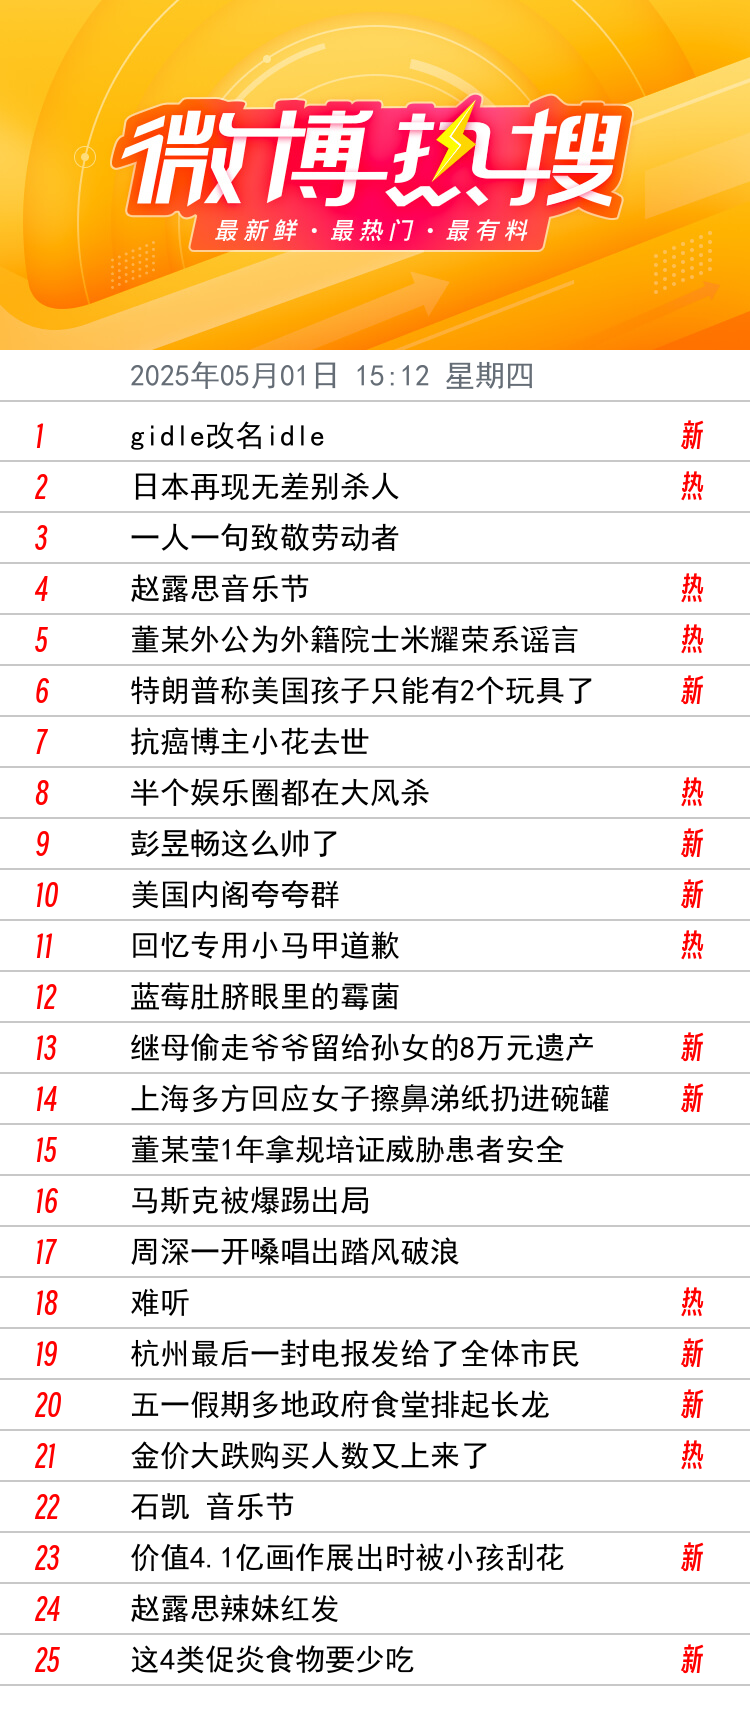 微博热搜
最新鲜·最热门·最有料
2025年05月01日 15:12 星期四
1 gidle改名idle 新
2 日本再现无差别杀人 热
3 一人一句致敬劳动者
4 赵露思音乐节 热
5 董某外公为外籍院士米耀荣系谣言 热
6 特朗普称美国孩子只能有2个玩具了 新
7 抗癌博主小花去世
8 半个娱乐圈都在大风杀 热
9 彭昱畅这么帅了 新
10 美国内阁夸夸群 新
11 回忆专用小马甲道歉 热
12 蓝莓肚脐眼里的霉菌
13 继母偷走爷爷留给孙女的8万元遗产 新
14 上海多方回应女子擦鼻涕纸扔进碗罐 新
15 董某莹1年拿规培证威胁患者安全
16 马斯克被爆踢出局
17 周深一开嗓唱出踏风破浪
18 难听 热
19 杭州最后一封电报发给了全体市民 新
20 五一假期多地政府食堂排起长龙 新
21 金价大跌购买人数又上来了 热
22 石凯 音乐节
23 价值4.1亿画作展出时被小孩刮花 新
24 赵露思辣妹红发
25 这4类促炎食物要少吃 新